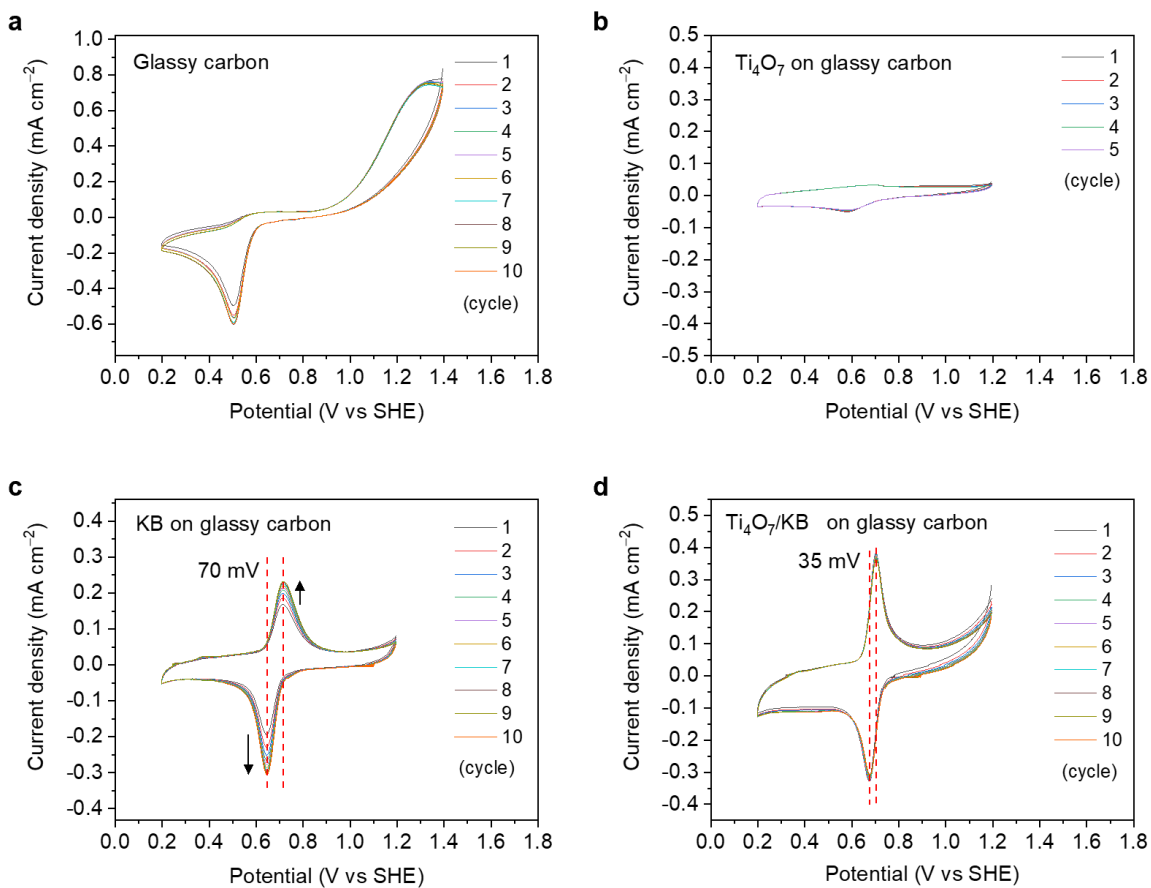 a
Glassy carbon
1.0
0.8
0.6
0.4
0.2
0.0
-0.2
-0.4
-0.6
Current density (mA cm⁻²)
0.0 0.2 0.4 0.6 0.8 1.0 1.2 1.4 1.6 1.8
Potential (V vs SHE)
1
2
3
4
5
6
7
8
9
10
(cycle)
b
Ti₄O₇ on glassy carbon
0.5
0.4
0.3
0.2
0.1
0.0
-0.1
-0.2
-0.3
-0.4
-0.5
Current density (mA cm⁻²)
0.0 0.2 0.4 0.6 0.8 1.0 1.2 1.4 1.6 1.8
Potential (V vs SHE)
1
2
3
4
5
(cycle)
c
KB on glassy carbon
70 mV
0.4
0.3
0.2
0.1
0.0
-0.1
-0.2
-0.3
-0.4
Current density (mA cm⁻²)
0.0 0.2 0.4 0.6 0.8 1.0 1.2 1.4 1.6 1.8
Potential (V vs SHE)
1
2
3
4
5
6
7
8
9
10
(cycle)
d
Ti₄O₇/KB on glassy carbon
35 mV
0.5
0.4
0.3
0.2
0.1
0.0
-0.1
-0.2
-0.3
-0.4
Current density (mA cm⁻²)
0.0 0.2 0.4 0.6 0.8 1.0 1.2 1.4 1.6 1.8
Potential (V vs SHE)
1
2
3
4
5
6
7
8
9
10
(cycle)